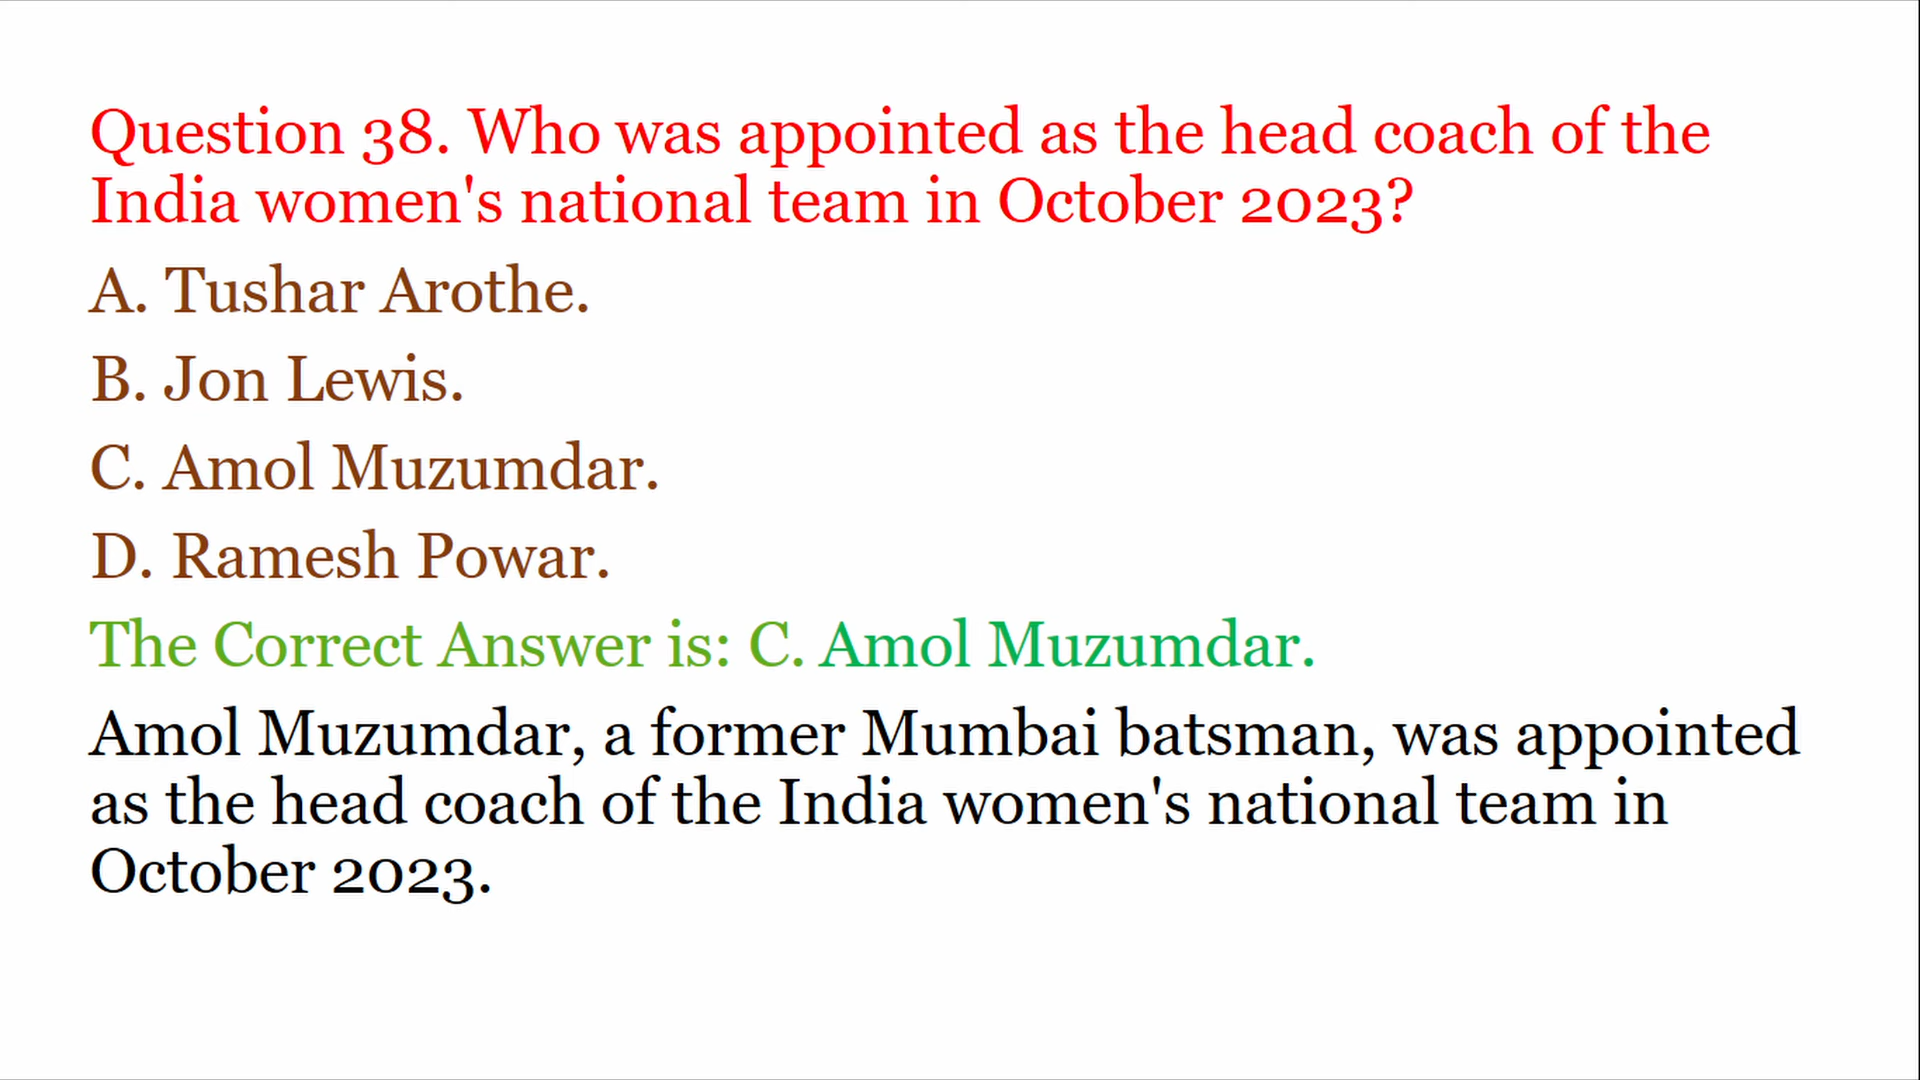 Question 38. Who was appointed as the head coach of the
India women's national team in October 2023?
A. Tushar Arothe.
B. Jon Lewis.
C. Amol Muzumdar.
D. Ramesh Powar.
The Correct Answer is: C. Amol Muzumdar.
Amol Muzumdar, a former Mumbai batsman, was appointed
as the head coach of the India women's national team in
October 2023.